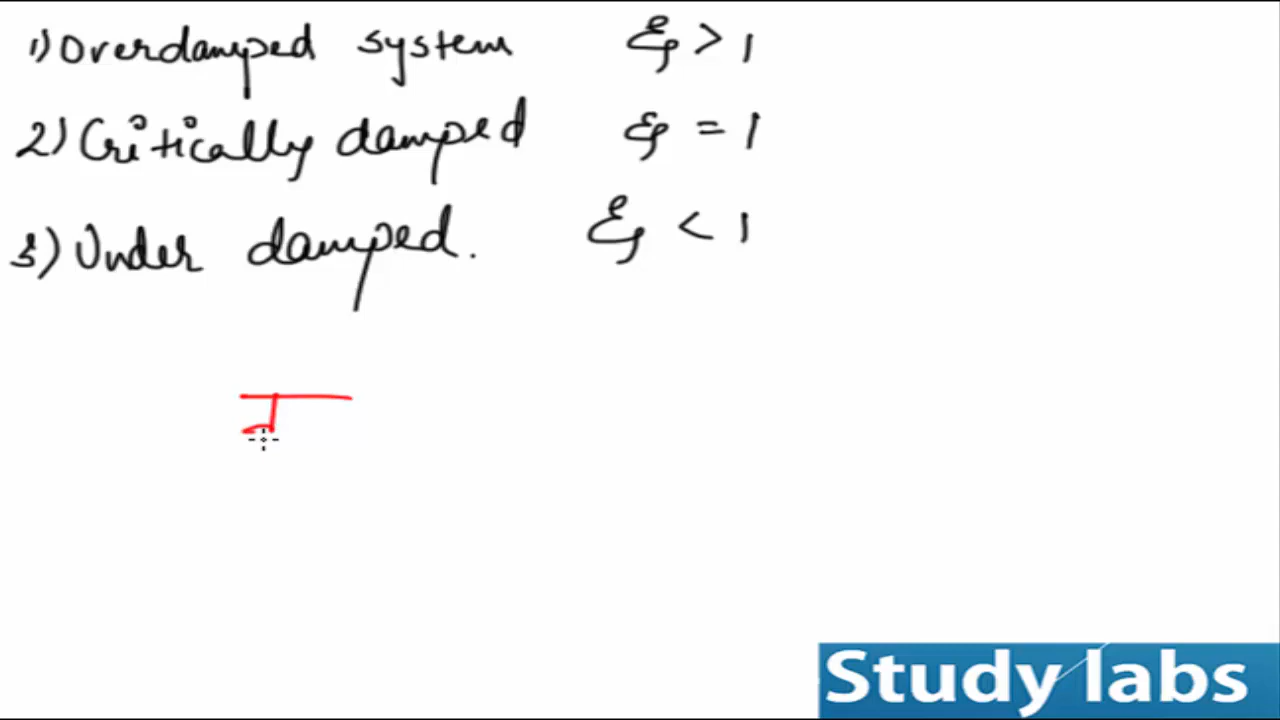 1) Overdamped system ξ > 1
2) Critically damped ξ = 1
3) Under damped. ξ < 1
Study labs